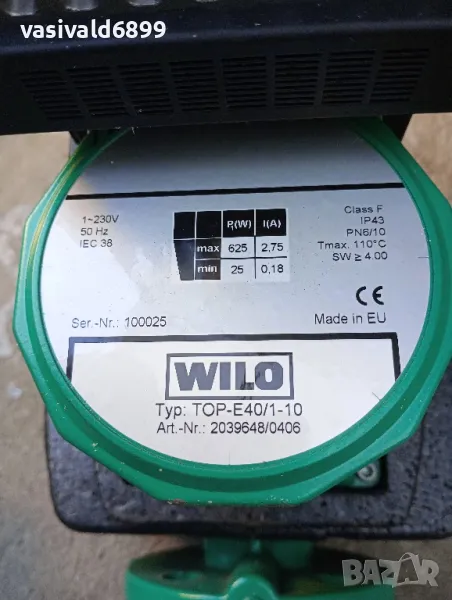 vasivald6899
1~230V
50 Hz
IEC 38
P₁(W) I(A)
max 625 2,75
min 25 0,18
Class F
IP43
PN6/10
Tmax. 110°C
SW ≥ 4.00
CE
Ser.-Nr.: 100025
Made in EU
WILO
Typ: TOP-E40/1-10
Art.-Nr.: 2039648/0406
BAZAR